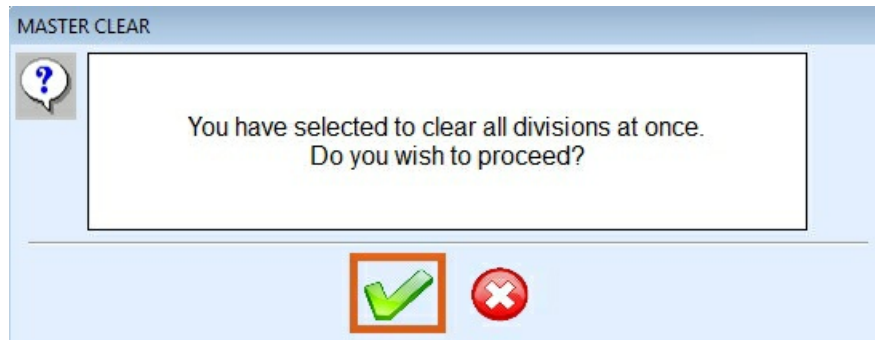 MASTER CLEAR
?
You have selected to clear all divisions at once.
Do you wish to proceed?